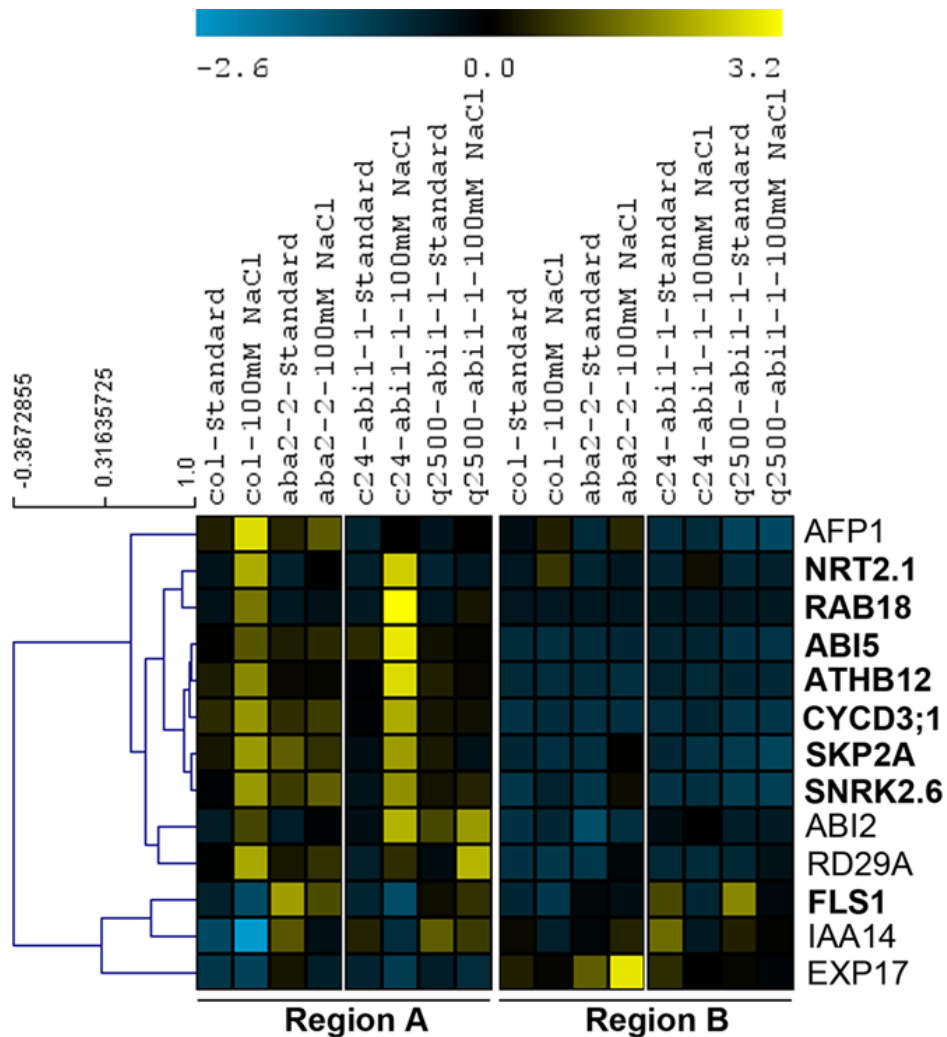 -2.6 0.0 3.2
col-Standard
col-100mM NaCl
aba2-2-Standard
aba2-2-100mM NaCl
c24-abi1-1-Standard
c24-abi1-1-100mM NaCl
q2500-abi1-1-Standard
q2500-abi1-1-100mM NaCl
col-Standard
col-100mM NaCl
aba2-2-Standard
aba2-2-100mM NaCl
c24-abi1-1-Standard
c24-abi1-1-100mM NaCl
q2500-abi1-1-Standard
q2500-abi1-1-100mM NaCl
-0.3672855
0.31635725
1.0
AFP1
NRT2.1
RAB18
ABI5
ATHB12
CYCD3;1
SKP2A
SNRK2.6
ABI2
RD29A
FLS1
IAA14
EXP17
Region A Region B